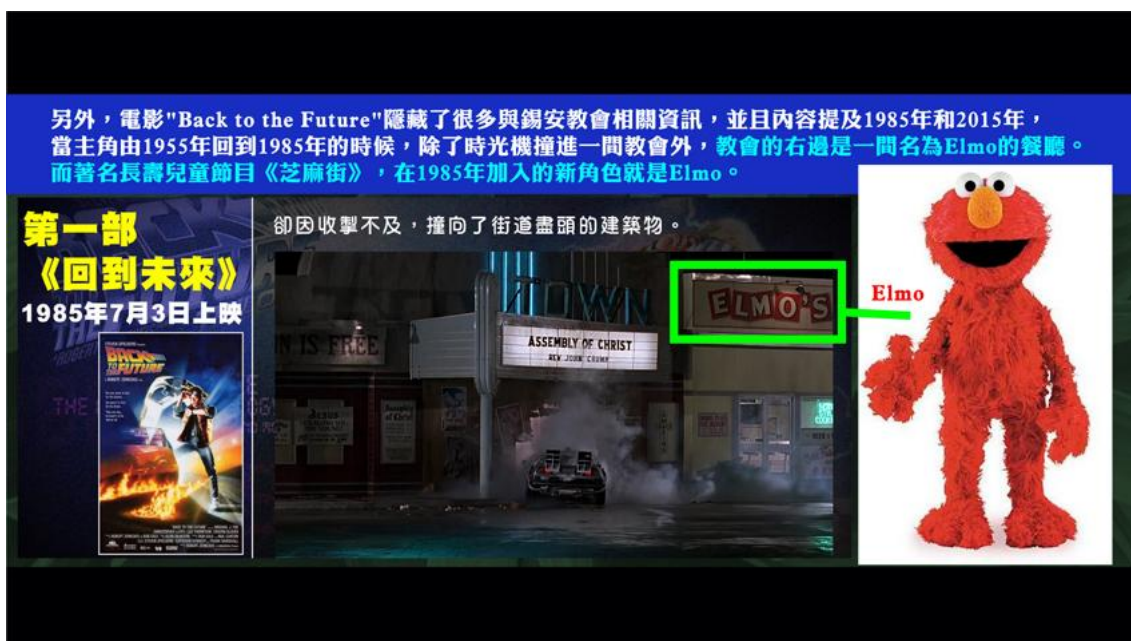 另外，電影"Back to the Future"隱藏了很多與錫安教會相關資訊，並且內容提及1985年和2015年，
當主角由1955年回到1985年的時候，除了時光機撞進一間教會外，教會的右邊是一間名為Elmo的餐廳。
而著名長壽兒童節目《芝麻街》，在1985年加入的新角色就是Elmo。
第一部
《回到未來》
1985年7月3日上映
BACK
TO THE
FUTURE
卻因收掣不及，撞向了街道盡頭的建築物。
TOWN
ELMO'S
ASSEMBLY OF CHRIST
REV JOHN CRUMP
N IS FREE
JESUS
Elmo